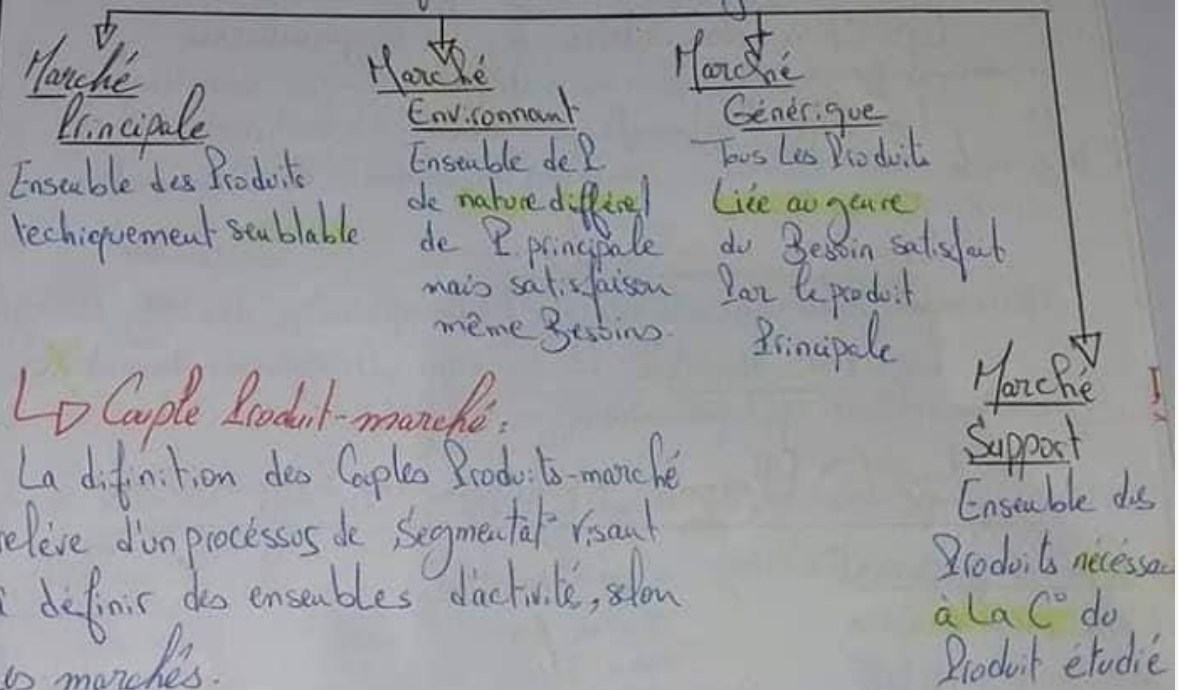 Marché
Principale
Ensemble des Produits
techiquement semblable
Marché
Environnant
Ensemble de P.
de nature différe
de P. principale
mais satisfaison
même Besoins.
Marché
Générique
Tous Les Produits
Liée au genre
du Besoin satisfait
Par le produit
Principale
Marché
Support
Ensemble des
Produits nécéssai
à La C° du
Produit étudié
↳ Couple Produit-marché :
La difinition des Couples Produits-marché
relève d'un procéssus de Segmentat° visant
à définir des ensembles d'activité, selon
marchés.